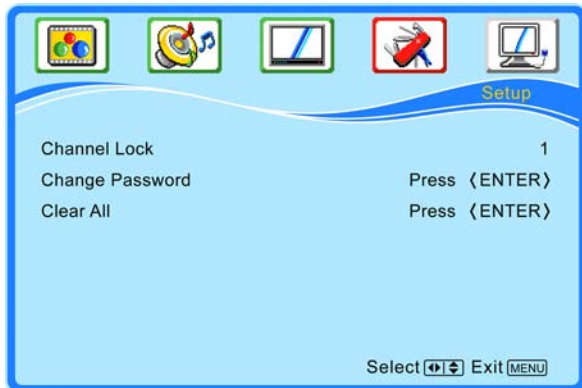 Setup
Channel Lock 1
Change Password Press 〈ENTER〉
Clear All Press 〈ENTER〉
Select Exit MENU